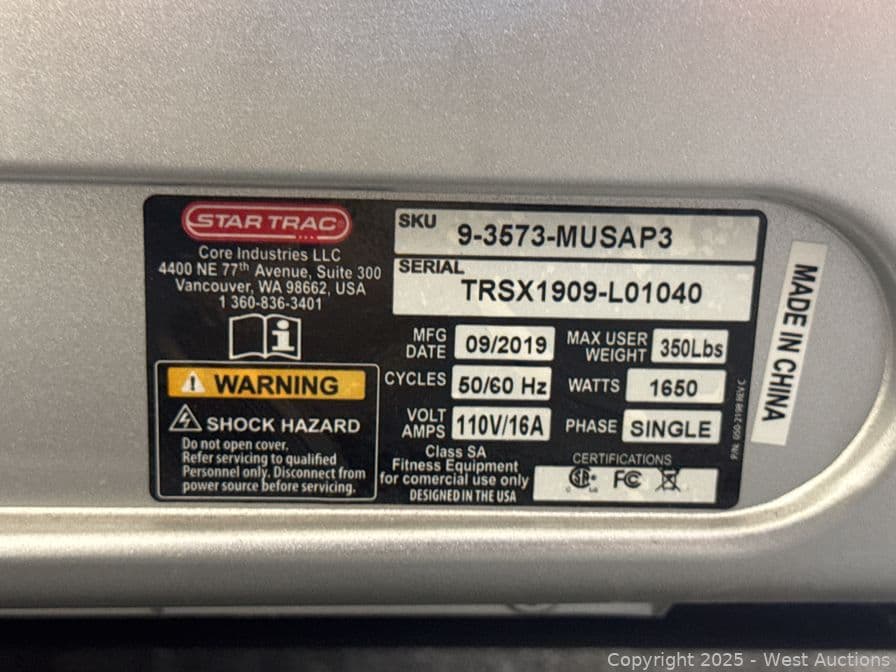 STAR TRAC
Core Industries LLC
4400 NE 77th Avenue, Suite 300
Vancouver, WA 98662, USA
1 360-836-3401
WARNING
SHOCK HAZARD
Do not open cover.
Refer servicing to qualified
Personnel only. Disconnect from
power source before servicing.
SKU 9-3573-MUSAP3
SERIAL TRSX1909-L01040
MFG DATE 09/2019
MAX USER WEIGHT 350Lbs
CYCLES 50/60 Hz
WATTS 1650
VOLT AMPS 110V/16A
PHASE SINGLE
Class SA
Fitness Equipment
for comercial use only
DESIGNED IN THE USA
CERTIFICATIONS
FC
P/N: 050-2198 REV C
MADE IN CHINA
Copyright 2025 - West Auctions